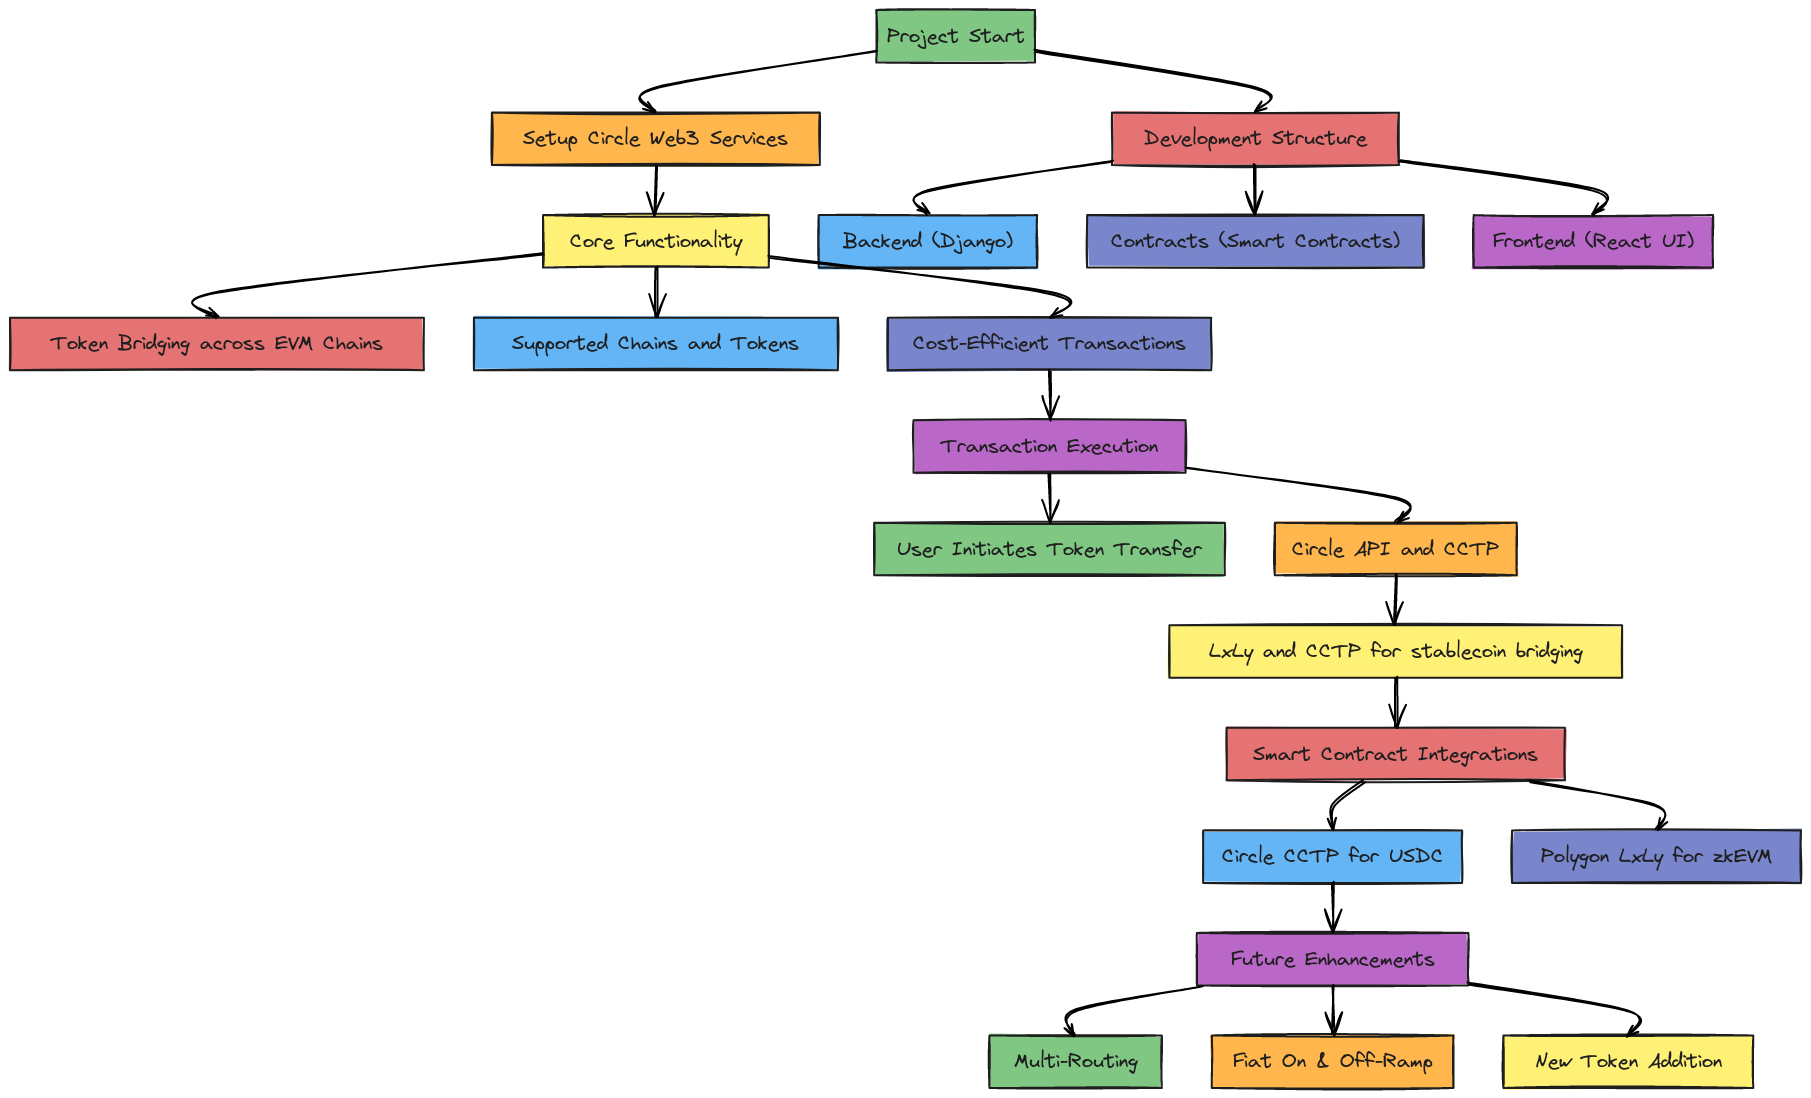 Project Start
Setup Circle Web3 Services
Development Structure
Core Functionality
Backend (Django)
Contracts (Smart Contracts)
Frontend (React UI)
Token Bridging across EVM Chains
Supported Chains and Tokens
Cost-Efficient Transactions
Transaction Execution
User Initiates Token Transfer
Circle API and CCTP
LxLy and CCTP for stablecoin bridging
Smart Contract Integrations
Circle CCTP for USDC
Polygon LxLy for zkEVM
Future Enhancements
Multi-Routing
Fiat On & Off-Ramp
New Token Addition